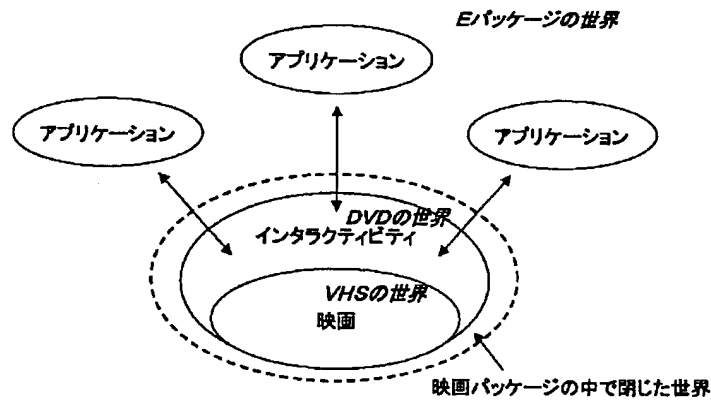 Eパッケージの世界
アプリケーション
アプリケーション
アプリケーション
DVDの世界
インタラクティビティ
VHSの世界
映画
映画パッケージの中で閉じた世界